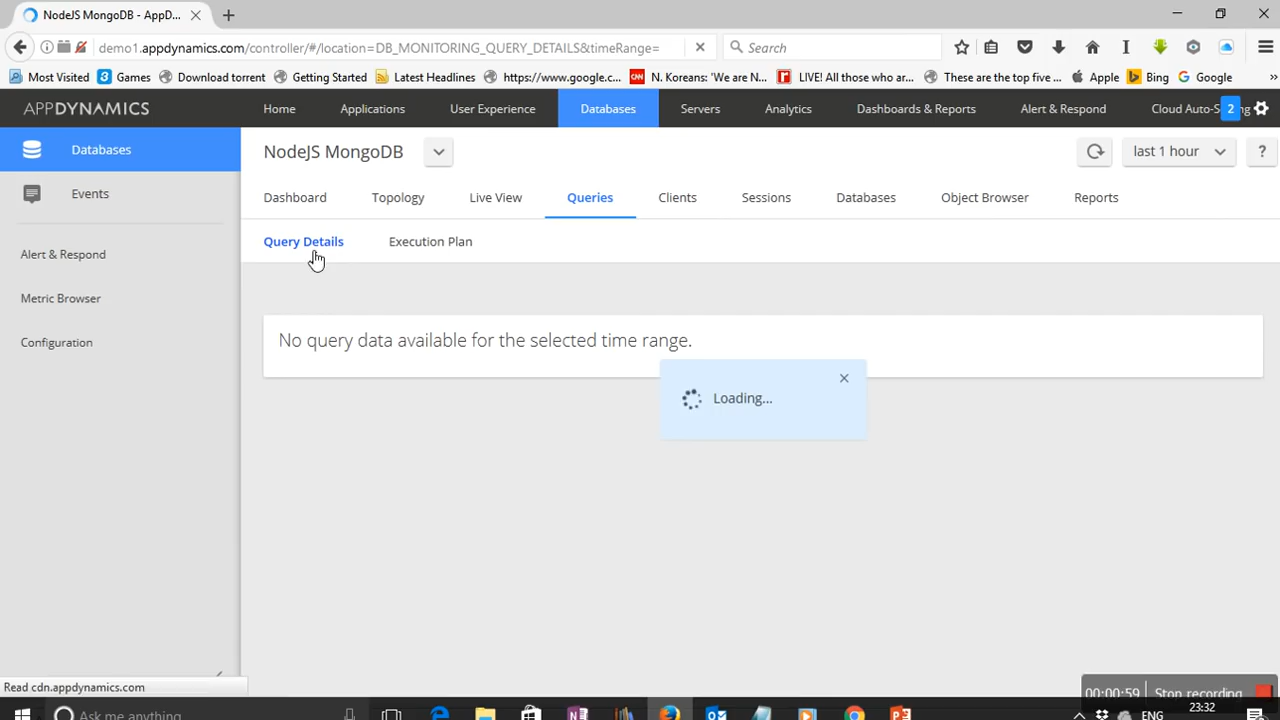 NodeJS MongoDB - AppD...
demo1.appdynamics.com/controller/#/location=DB_MONITORING_QUERY_DETAILS&timeRange=
Search
Most Visited Games Download torrent Getting Started Latest Headlines https://www.google.c... N. Koreans: 'We are N... LIVE! All those who ar... These are the top five ... Apple Bing Google
APPDYNAMICS Home Applications User Experience Databases Servers Analytics Dashboards & Reports Alert & Respond Cloud 2
Databases
Events
Alert & Respond
Metric Browser
Configuration
NodeJS MongoDB last 1 hour ?
Dashboard Topology Live View Queries Clients Sessions Databases Object Browser Reports
Query Details Execution Plan
No query data available for the selected time range.
Loading...
Read cdn.appdynamics.com
00:00:59 Stop recording
Ask me anything ENG 23:32